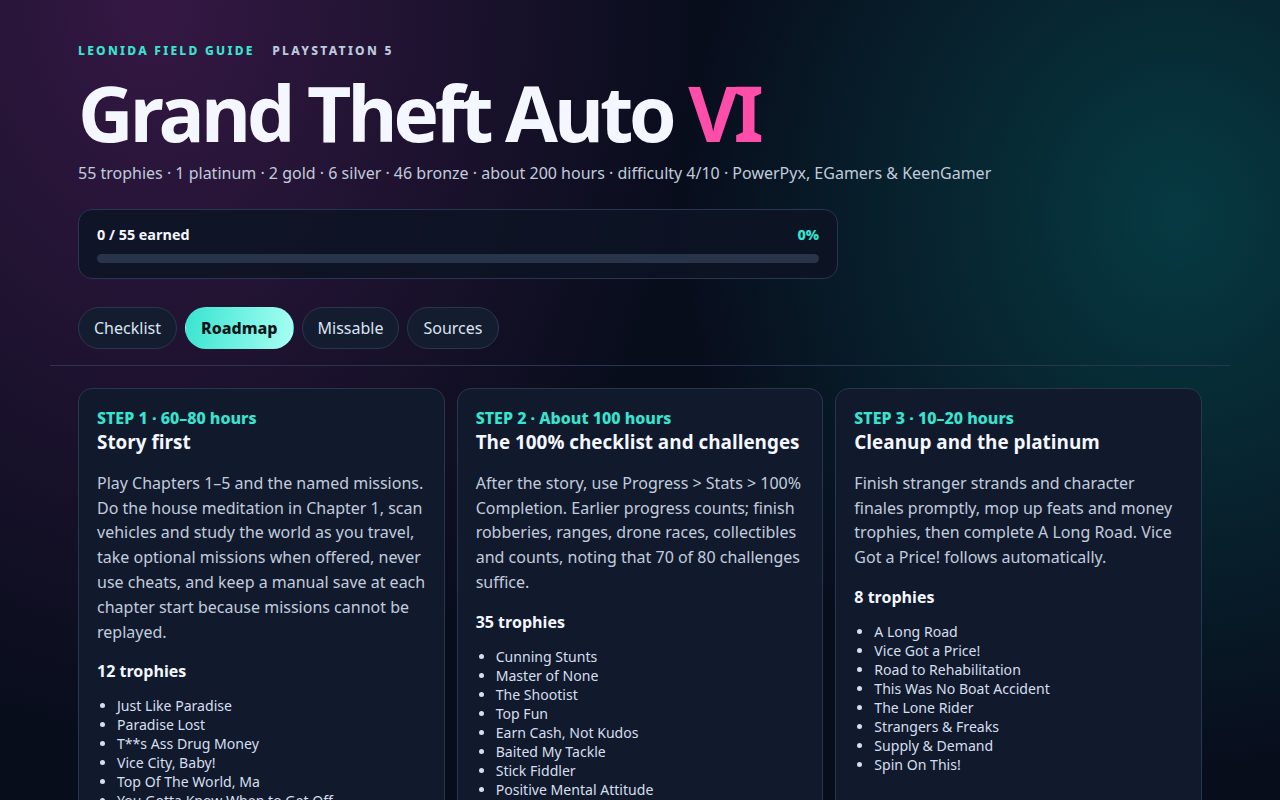 LEONIDA FIELD GUIDE PLAYSTATION 5
Grand Theft Auto VI
55 trophies · 1 platinum · 2 gold · 6 silver · 46 bronze · about 200 hours · difficulty 4/10 · PowerPyx, EGamers & KeenGamer
0 / 55 earned 0%
Checklist Roadmap Missable Sources
STEP 1 · 60–80 hours
Story first
Play Chapters 1–5 and the named missions.
Do the house meditation in Chapter 1, scan
vehicles and study the world as you travel,
take optional missions when offered, never
use cheats, and keep a manual save at each
chapter start because missions cannot be
replayed.
12 trophies
Just Like Paradise
Paradise Lost
T**s Ass Drug Money
Vice City, Baby!
Top Of The World, Ma
You Gotta Know When to Get Off
STEP 2 · About 100 hours
The 100% checklist and challenges
After the story, use Progress > Stats > 100%
Completion. Earlier progress counts; finish
robberies, ranges, drone races, collectibles
and counts, noting that 70 of 80 challenges
suffice.
35 trophies
Cunning Stunts
Master of None
The Shootist
Top Fun
Earn Cash, Not Kudos
Baited My Tackle
Stick Fiddler
Positive Mental Attitude
STEP 3 · 10–20 hours
Cleanup and the platinum
Finish stranger strands and character
finales promptly, mop up feats and money
trophies, then complete A Long Road. Vice
Got a Price! follows automatically.
8 trophies
A Long Road
Vice Got a Price!
Road to Rehabilitation
This Was No Boat Accident
The Lone Rider
Strangers & Freaks
Supply & Demand
Spin On This!